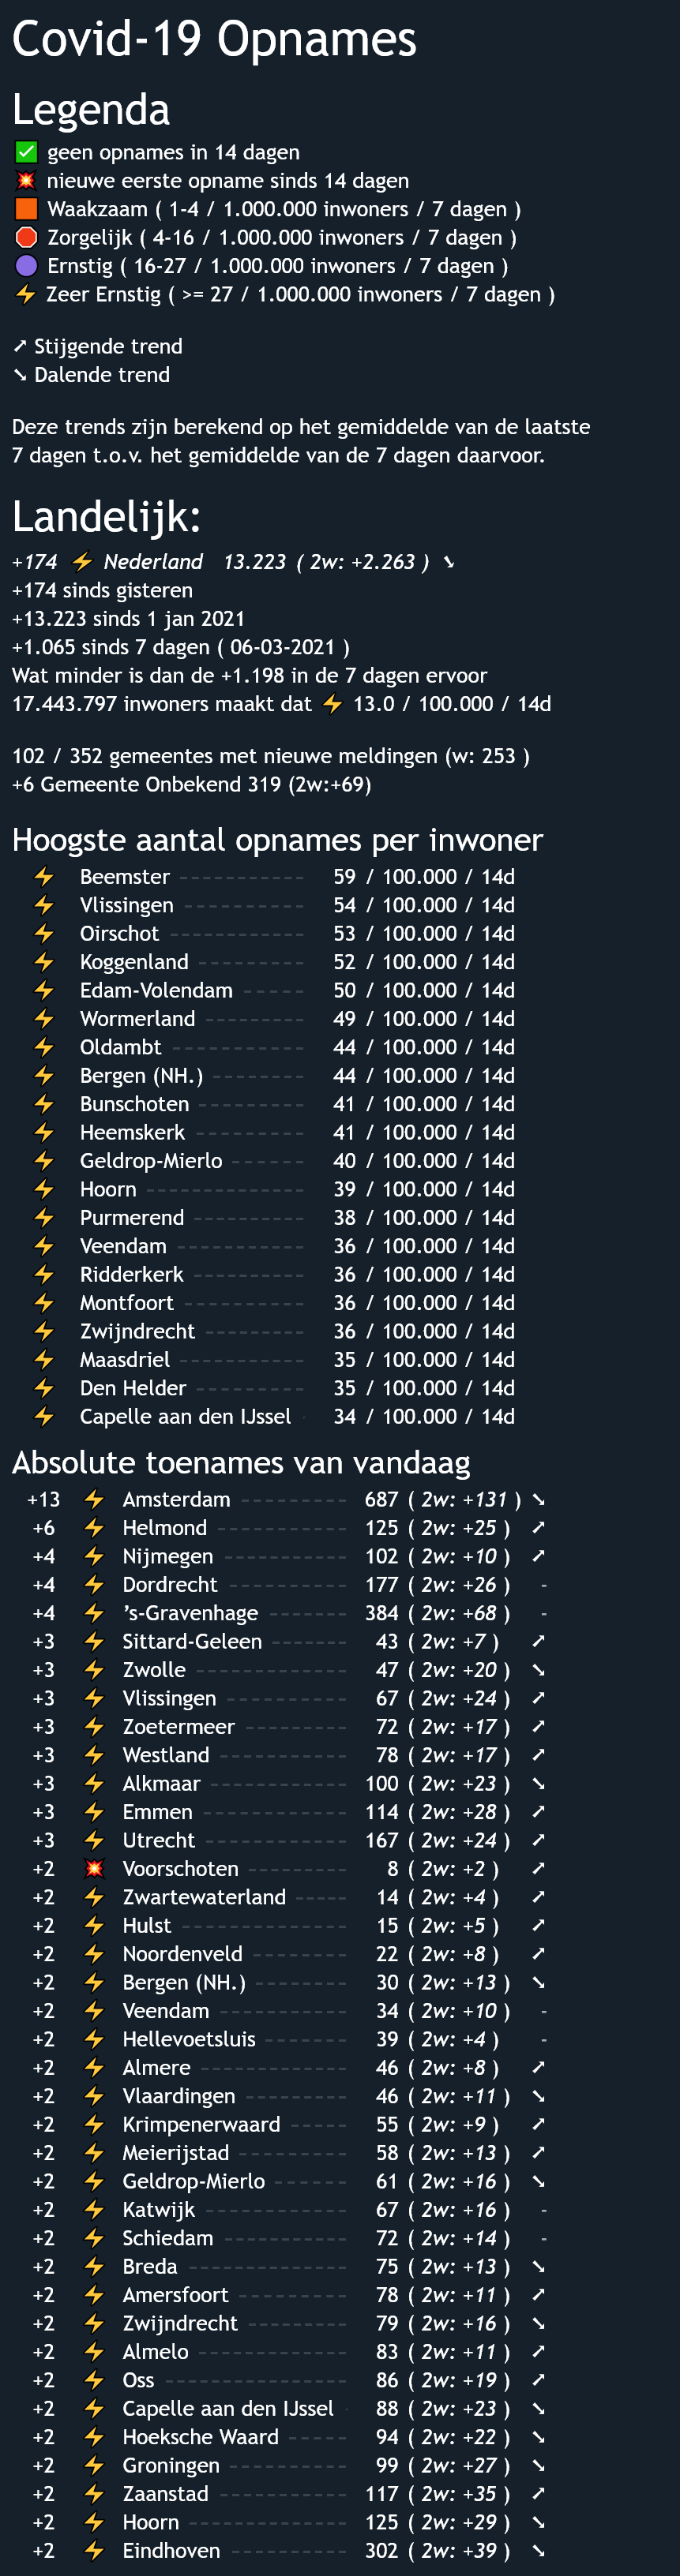 Covid-19 Opnames
Legenda
✅ geen opnames in 14 dagen
💥 nieuwe eerste opname sinds 14 dagen
🟧 Waakzaam ( 1-4 / 1.000.000 inwoners / 7 dagen )
🛑 Zorgelijk ( 4-16 / 1.000.000 inwoners / 7 dagen )
🟣 Ernstig ( 16-27 / 1.000.000 inwoners / 7 dagen )
⚡ Zeer Ernstig ( >= 27 / 1.000.000 inwoners / 7 dagen )
➚ Stijgende trend
➘ Dalende trend
Deze trends zijn berekend op het gemiddelde van de laatste
7 dagen t.o.v. het gemiddelde van de 7 dagen daarvoor.
Landelijk:
+174 ⚡ Nederland 13.223 ( 2w: +2.263 ) ➘
+174 sinds gisteren
+13.223 sinds 1 jan 2021
+1.065 sinds 7 dagen ( 06-03-2021 )
Wat minder is dan de +1.198 in de 7 dagen ervoor
17.443.797 inwoners maakt dat ⚡ 13.0 / 100.000 / 14d
102 / 352 gemeentes met nieuwe meldingen (w: 253 )
+6 Gemeente Onbekend 319 (2w:+69)
Hoogste aantal opnames per inwoner
⚡ Beemster ----------- 59 / 100.000 / 14d
⚡ Vlissingen ----------- 54 / 100.000 / 14d
⚡ Oirschot ------------ 53 / 100.000 / 14d
⚡ Koggenland --------- 52 / 100.000 / 14d
⚡ Edam-Volendam ----- 50 / 100.000 / 14d
⚡ Wormerland --------- 49 / 100.000 / 14d
⚡ Oldambt ------------ 44 / 100.000 / 14d
⚡ Bergen (NH.) -------- 44 / 100.000 / 14d
⚡ Bunschoten --------- 41 / 100.000 / 14d
⚡ Heemskerk ---------- 41 / 100.000 / 14d
⚡ Geldrop-Mierlo ------ 40 / 100.000 / 14d
⚡ Hoorn -------------- 39 / 100.000 / 14d
⚡ Purmerend ---------- 38 / 100.000 / 14d
⚡ Veendam ----------- 36 / 100.000 / 14d
⚡ Ridderkerk ---------- 36 / 100.000 / 14d
⚡ Montfoort ----------- 36 / 100.000 / 14d
⚡ Zwijndrecht --------- 36 / 100.000 / 14d
⚡ Maasdriel ----------- 35 / 100.000 / 14d
⚡ Den Helder ---------- 35 / 100.000 / 14d
⚡ Capelle aan den IJssel - 34 / 100.000 / 14d
Absolute toenames van vandaag
+13 ⚡ Amsterdam --------- 687 ( 2w: +131 ) ➘
+6 ⚡ Helmond ----------- 125 ( 2w: +25 ) ➚
+4 ⚡ Nijmegen ----------- 102 ( 2w: +10 ) ➚
+4 ⚡ Dordrecht ---------- 177 ( 2w: +26 ) -
+4 ⚡ ’s-Gravenhage ------- 384 ( 2w: +68 ) -
+3 ⚡ Sittard-Geleen ------- 43 ( 2w: +7 ) ➚
+3 ⚡ Zwolle ------------- 47 ( 2w: +20 ) ➘
+3 ⚡ Vlissingen ----------- 67 ( 2w: +24 ) ➚
+3 ⚡ Zoetermeer --------- 72 ( 2w: +17 ) ➚
+3 ⚡ Westland ----------- 78 ( 2w: +17 ) ➚
+3 ⚡ Alkmaar ------------ 100 ( 2w: +23 ) ➘
+3 ⚡ Emmen ------------ 114 ( 2w: +28 ) ➚
+3 ⚡ Utrecht ------------ 167 ( 2w: +24 ) ➚
+2 💥 Voorschoten --------- 8 ( 2w: +2 ) ➚
+2 ⚡ Zwartewaterland ----- 14 ( 2w: +4 ) ➚
+2 ⚡ Hulst --------------- 15 ( 2w: +5 ) ➚
+2 ⚡ Noordenveld -------- 22 ( 2w: +8 ) ➚
+2 ⚡ Bergen (NH.) -------- 30 ( 2w: +13 ) ➘
+2 ⚡ Veendam ----------- 34 ( 2w: +10 ) -
+2 ⚡ Hellevoetsluis ------- 39 ( 2w: +4 ) -
+2 ⚡ Almere ------------- 46 ( 2w: +8 ) ➚
+2 ⚡ Vlaardingen --------- 46 ( 2w: +11 ) ➘
+2 ⚡ Krimpenerwaard ----- 55 ( 2w: +9 ) ➚
+2 ⚡ Meierijstad ---------- 58 ( 2w: +13 ) ➚
+2 ⚡ Geldrop-Mierlo ------ 61 ( 2w: +16 ) ➘
+2 ⚡ Katwijk ------------- 67 ( 2w: +16 ) -
+2 ⚡ Schiedam ----------- 72 ( 2w: +14 ) -
+2 ⚡ Breda -------------- 75 ( 2w: +13 ) ➘
+2 ⚡ Amersfoort ---------- 78 ( 2w: +11 ) ➚
+2 ⚡ Zwijndrecht --------- 79 ( 2w: +16 ) ➘
+2 ⚡ Almelo ------------- 83 ( 2w: +11 ) ➚
+2 ⚡ Oss ---------------- 86 ( 2w: +19 ) ➚
+2 ⚡ Capelle aan den IJssel - 88 ( 2w: +23 ) ➘
+2 ⚡ Hoeksche Waard ----- 94 ( 2w: +22 ) ➘
+2 ⚡ Groningen ---------- 99 ( 2w: +27 ) ➘
+2 ⚡ Zaanstad ----------- 117 ( 2w: +35 ) ➚
+2 ⚡ Hoorn -------------- 125 ( 2w: +29 ) ➘
+2 ⚡ Eindhoven ---------- 302 ( 2w: +39 ) ➘